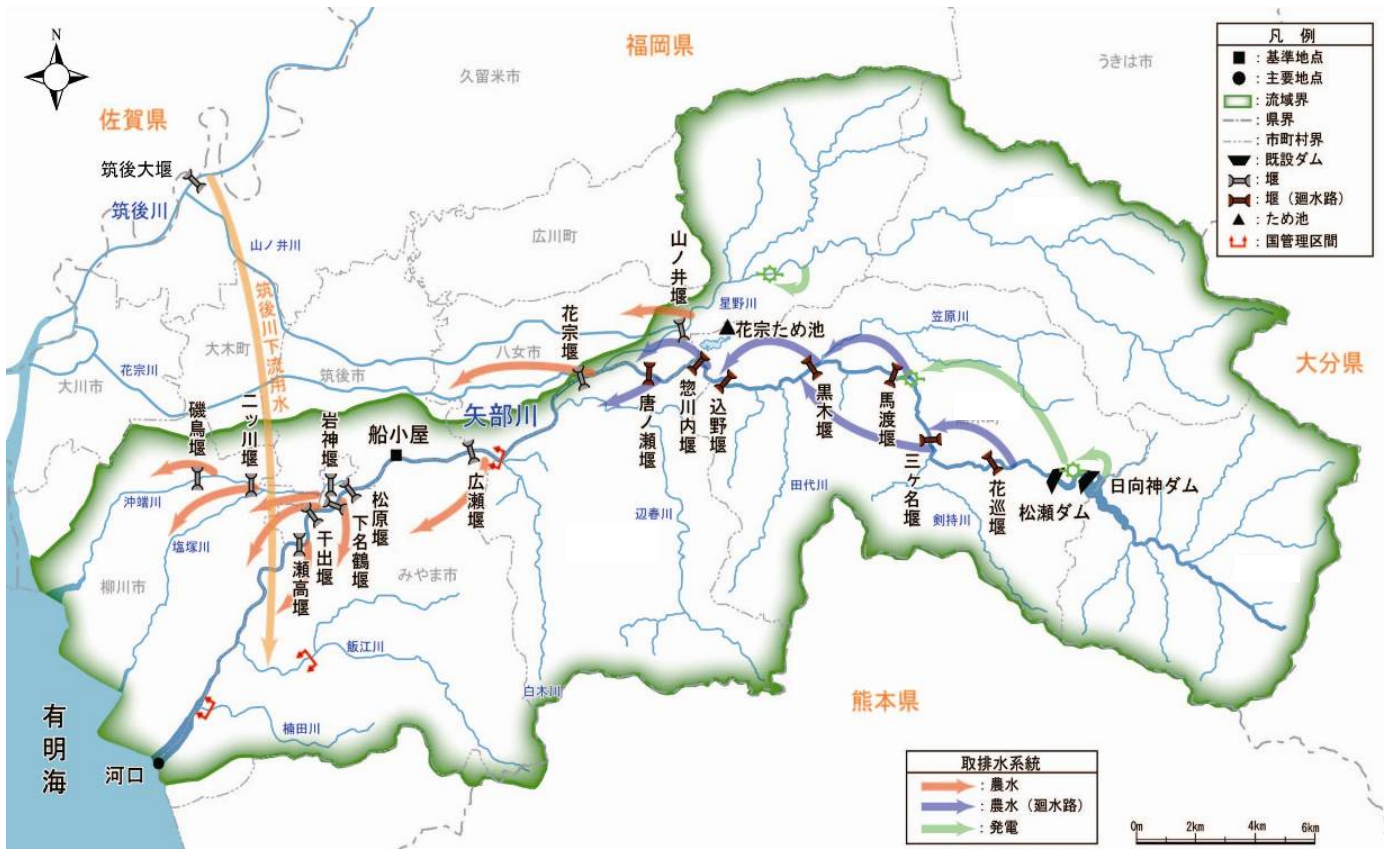 N
福岡県
久留米市
うきは市
佐賀県
筑後大堰
筑後川
山ノ井川
広川町
山ノ井堰
筑後川下流用水
花宗堰
星野川
花宗ため池
笠原川
大分県
大木町
八女市
大川市
花宗川
筑後市
磯鳥堰
二ツ川堰
岩神堰
船小屋
矢部川
唐ノ瀬堰
惣川内堰
込野堰
黒木堰
馬渡堰
三ヶ名堰
花巡堰
松瀬ダム
日向神ダム
広瀬堰
松原堰
下名鶴堰
干出堰
瀬高堰
沖端川
塩塚川
柳川市
みやま市
辺春川
田代川
剣持川
飯江川
白木川
楠田川
熊本県
有明海
河口
凡 例
：基準地点
：主要地点
：流域界
：県界
：市町村界
：既設ダム
：堰
：堰（廻水路）
：ため池
：国管理区間
取排水系統
：農水
：農水（廻水路）
：発電
0m 2km 4km 6km